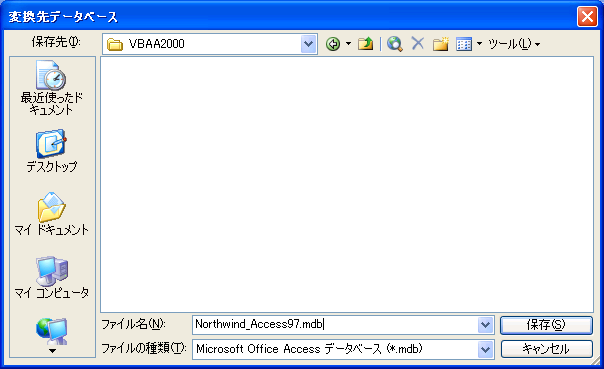 変換先データベース
保存先(I):
VBAA2000
ツール(L)
最近使ったド
キュメント
デスクトップ
マイ ドキュメント
マイ コンピュータ
ファイル名(N):
Northwind_Access97.mdb
保存(S)
ファイルの種類(T):
Microsoft Office Access データベース (*.mdb)
キャンセル